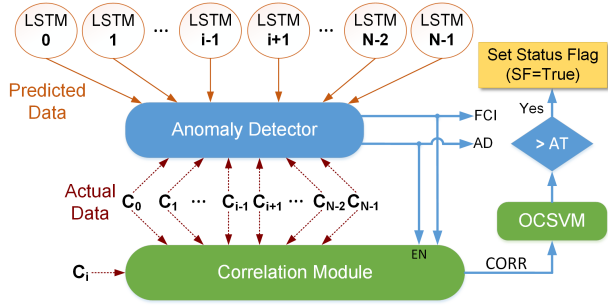 LSTM LSTM LSTM LSTM LSTM LSTM
0 1 ... i-1 i+1 ... N-2 N-1
Set Status Flag
(SF=True)
Predicted
Data
Yes
Anomaly Detector
FCI
AD
> AT
Actual
Data
C0 C1 ... Ci-1 Ci+1 ... CN-2 CN-1
OCSVM
EN
Ci
Correlation Module
CORR